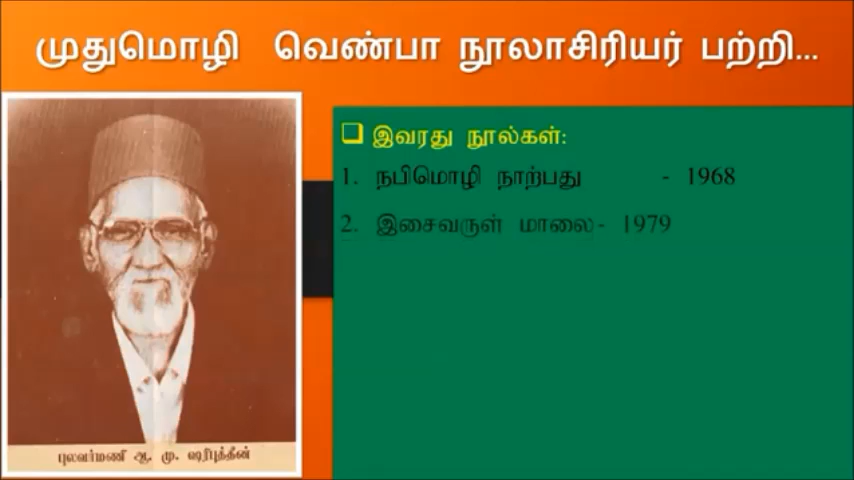 முதுமொழி வெண்பா நூலாசிரியர் பற்றி...
இவரது நூல்கள்:
1. நபிமொழி நாற்பது - 1968
2. இசைவருள் மாலை - 1979
புலவர்மணி ஆ. மு. ஷரிபுத்தீன்